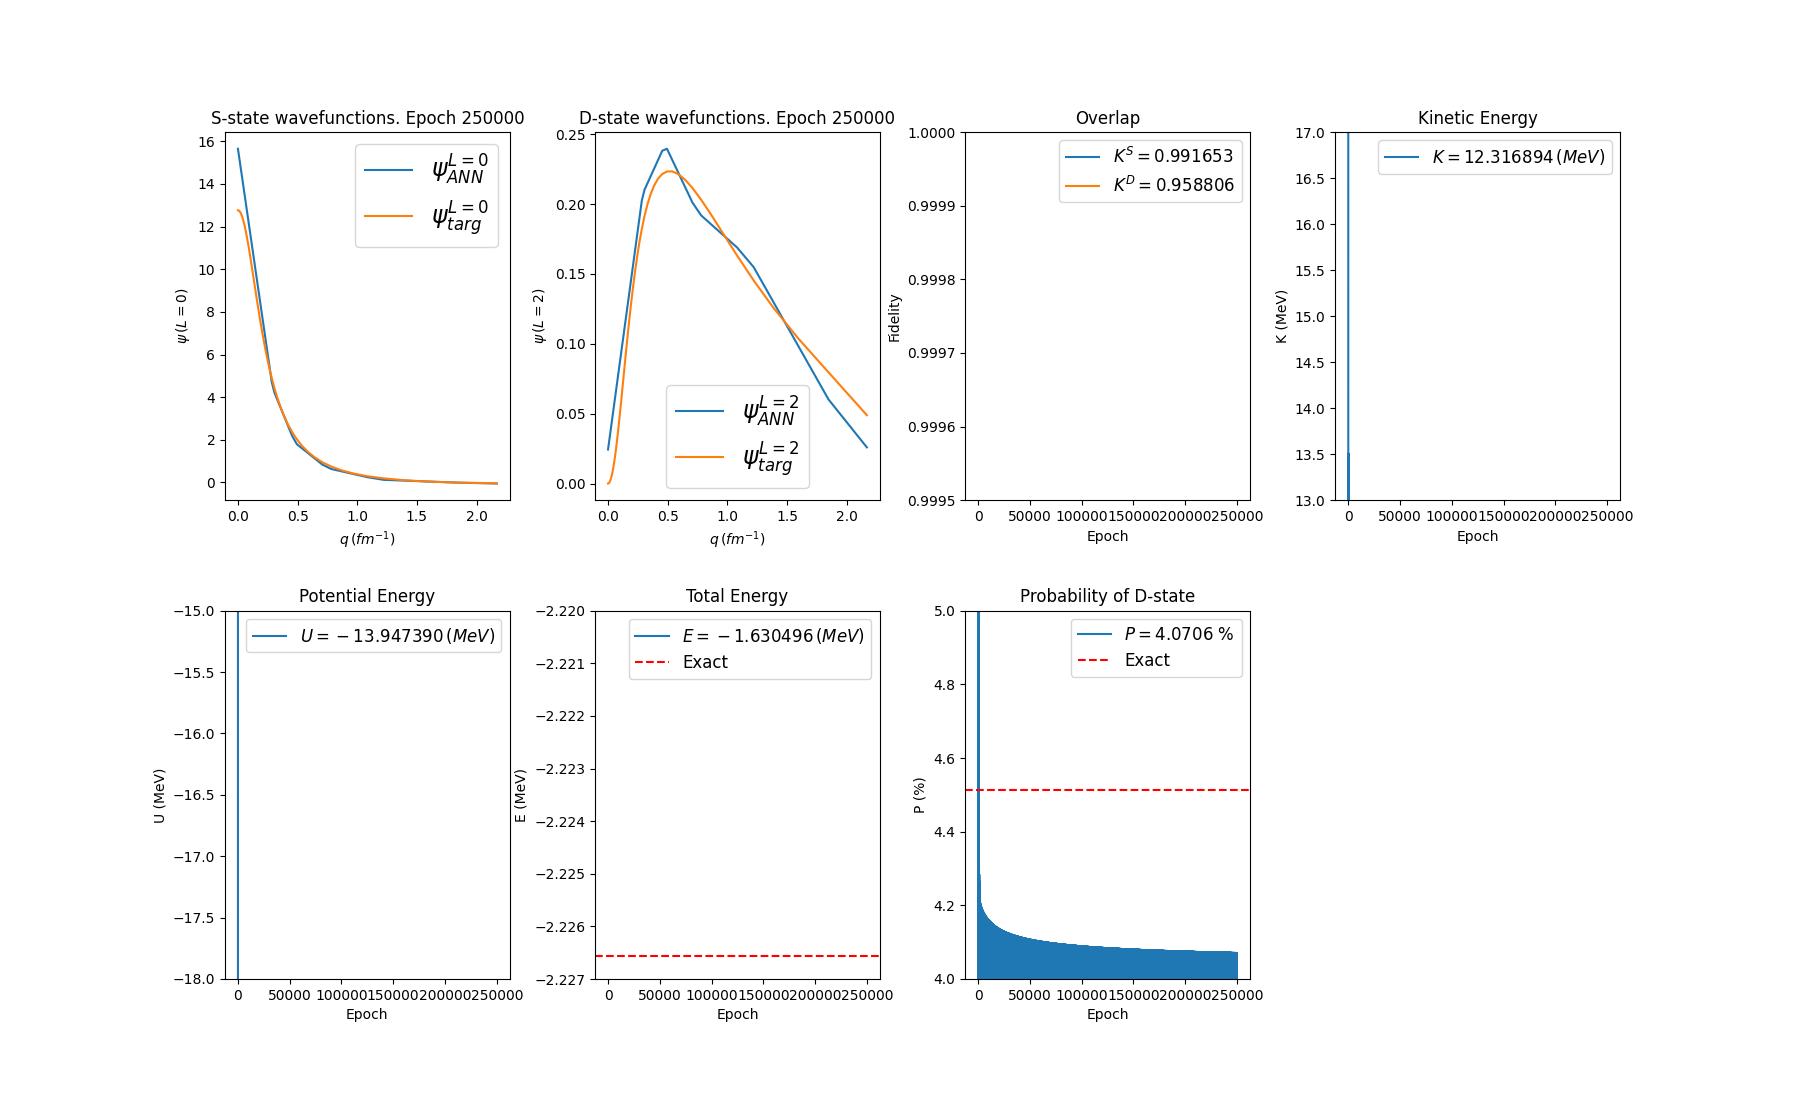 S-state wavefunctions. Epoch 250000
16
14
12
10
8
6
4
2
0
ψ (L = 0)
0.0 0.5 1.0 1.5 2.0
q (fm⁻¹)
ψ_ANN^{L=0}
ψ_targ^{L=0}
D-state wavefunctions. Epoch 250000
0.25
0.20
0.15
0.10
0.05
0.00
ψ (L = 2)
0.0 0.5 1.0 1.5 2.0
q (fm⁻¹)
ψ_ANN^{L=2}
ψ_targ^{L=2}
Overlap
1.0000
0.9999
0.9998
0.9997
0.9996
0.9995
Fidelity
0 50000 100000 150000 200000 250000
Epoch
K^S = 0.991653
K^D = 0.958806
Kinetic Energy
17.0
16.5
16.0
15.5
15.0
14.5
14.0
13.5
13.0
K (MeV)
0 50000 100000 150000 200000 250000
Epoch
K = 12.316894 (MeV)
Potential Energy
−15.0
−15.5
−16.0
−16.5
−17.0
−17.5
−18.0
U (MeV)
0 50000 100000 150000 200000 250000
Epoch
U = − 13.947390 (MeV)
Total Energy
−2.220
−2.221
−2.222
−2.223
−2.224
−2.225
−2.226
−2.227
E (MeV)
0 50000 100000 150000 200000 250000
Epoch
E = − 1.630496 (MeV)
Exact
Probability of D-state
5.0
4.8
4.6
4.4
4.2
4.0
P (%)
0 50000 100000 150000 200000 250000
Epoch
P = 4.0706 %
Exact